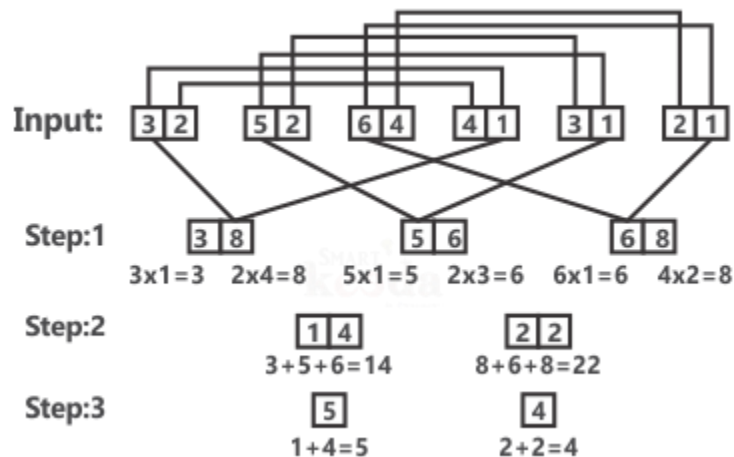 Input: 3 2 5 2 6 4 4 1 3 1 2 1
Step:1 3 8 5 6 6 8
3x1=3 2x4=8 5x1=5 2x3=6 6x1=6 4x2=8
SMART
Step:2 1 4 2 2
3+5+6=14 8+6+8=22
Step:3 5 4
1+4=5 2+2=4